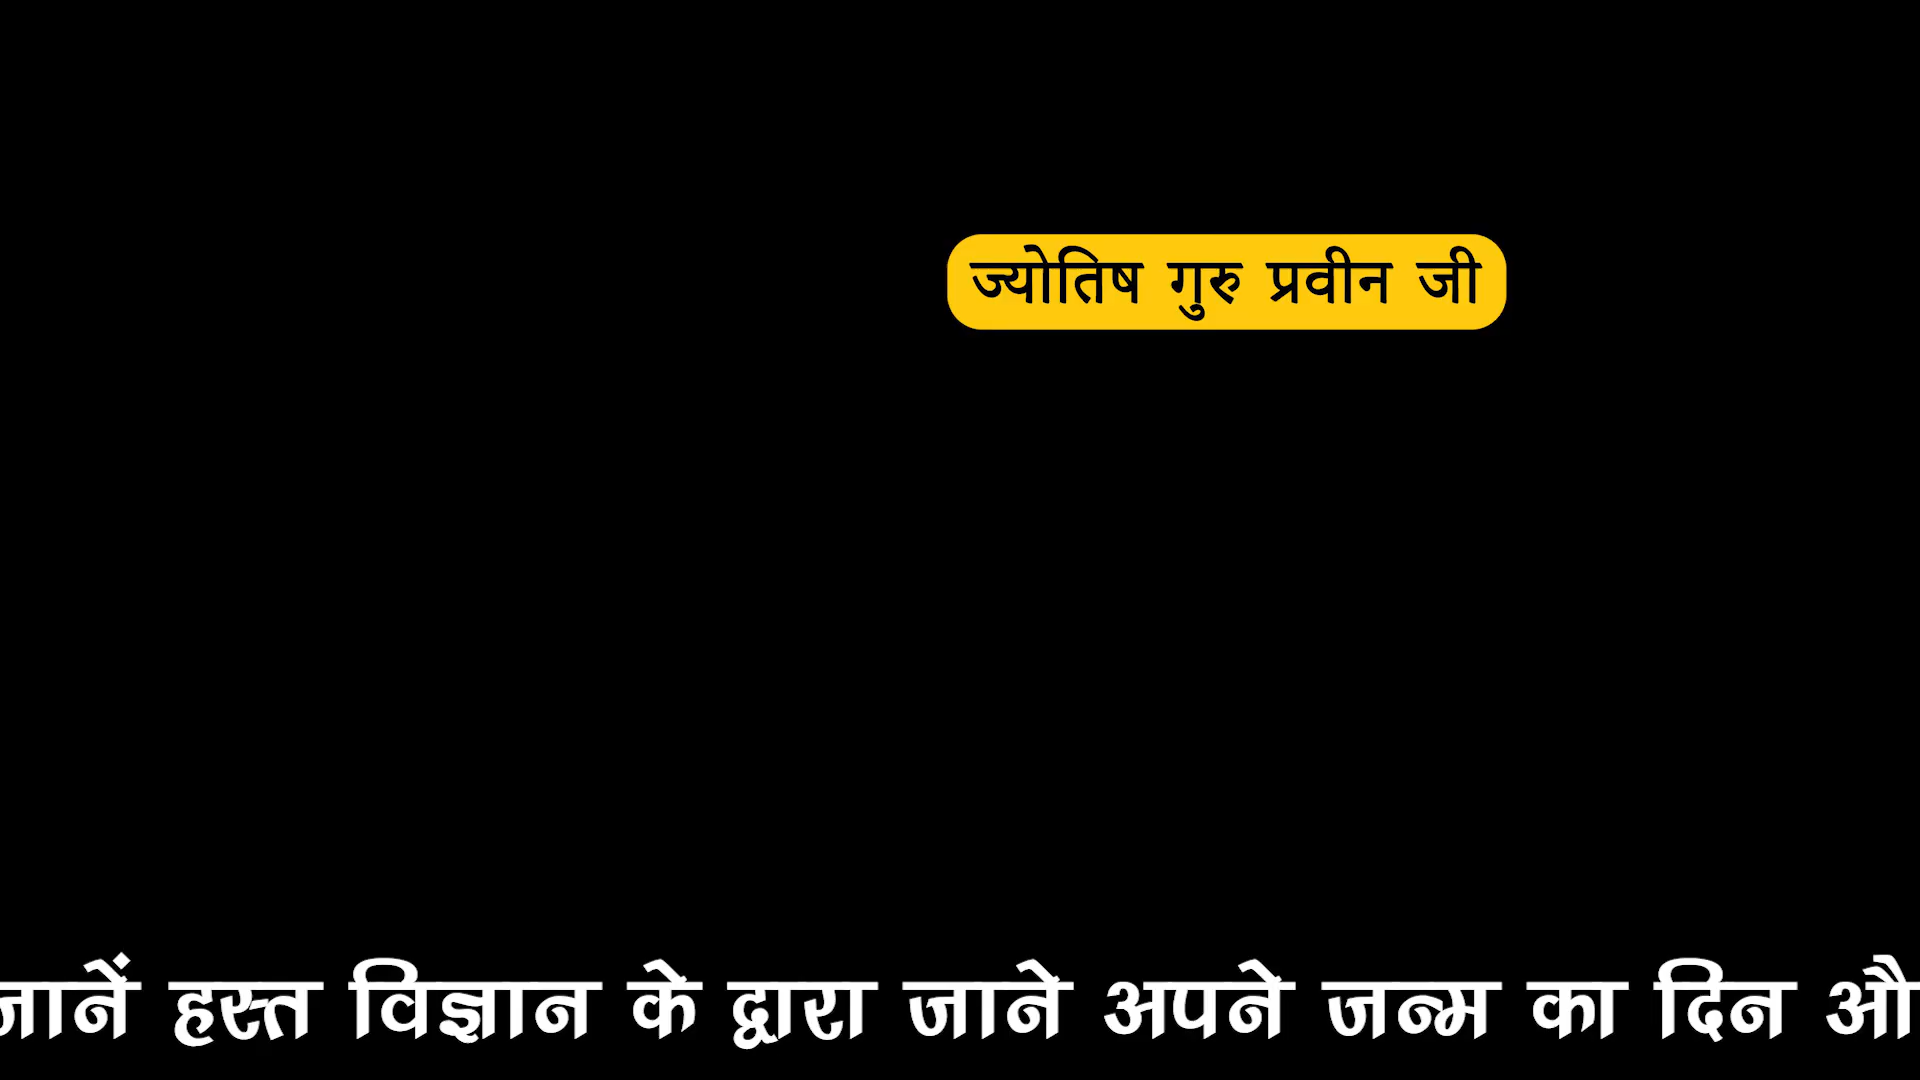 ज्योतिष गुरु प्रवीन जी
जानें हस्त विज्ञान के द्वारा जाने अपने जन्म का दिन औ